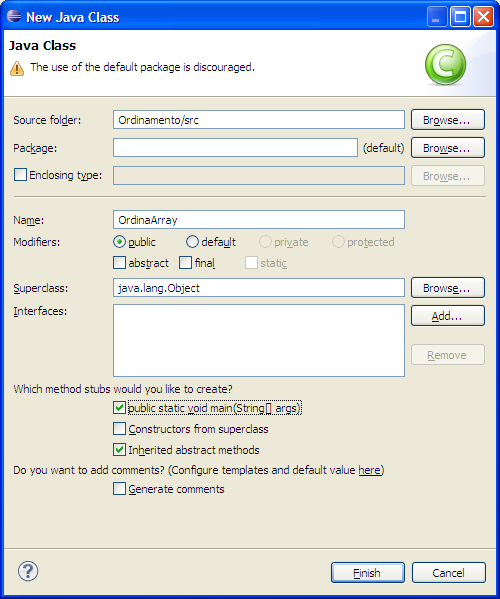 New Java Class
Java Class
The use of the default package is discouraged.
C
Source folder: Ordinamento/src Browse...
Package: (default) Browse...
Enclosing type: Browse...
Name: OrdinaArray
Modifiers: public default private protected
abstract final static
Superclass: java.lang.Object Browse...
Interfaces: Add...
Remove
Which method stubs would you like to create?
public static void main(String[] args)
Constructors from superclass
Inherited abstract methods
Do you want to add comments? (Configure templates and default value here)
Generate comments
? Finish Cancel